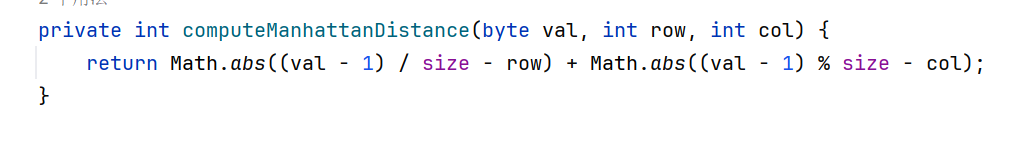 private int computeManhattanDistance(byte val, int row, int col) {
    return Math.abs((val - 1) / size - row) + Math.abs((val - 1) % size - col);
}